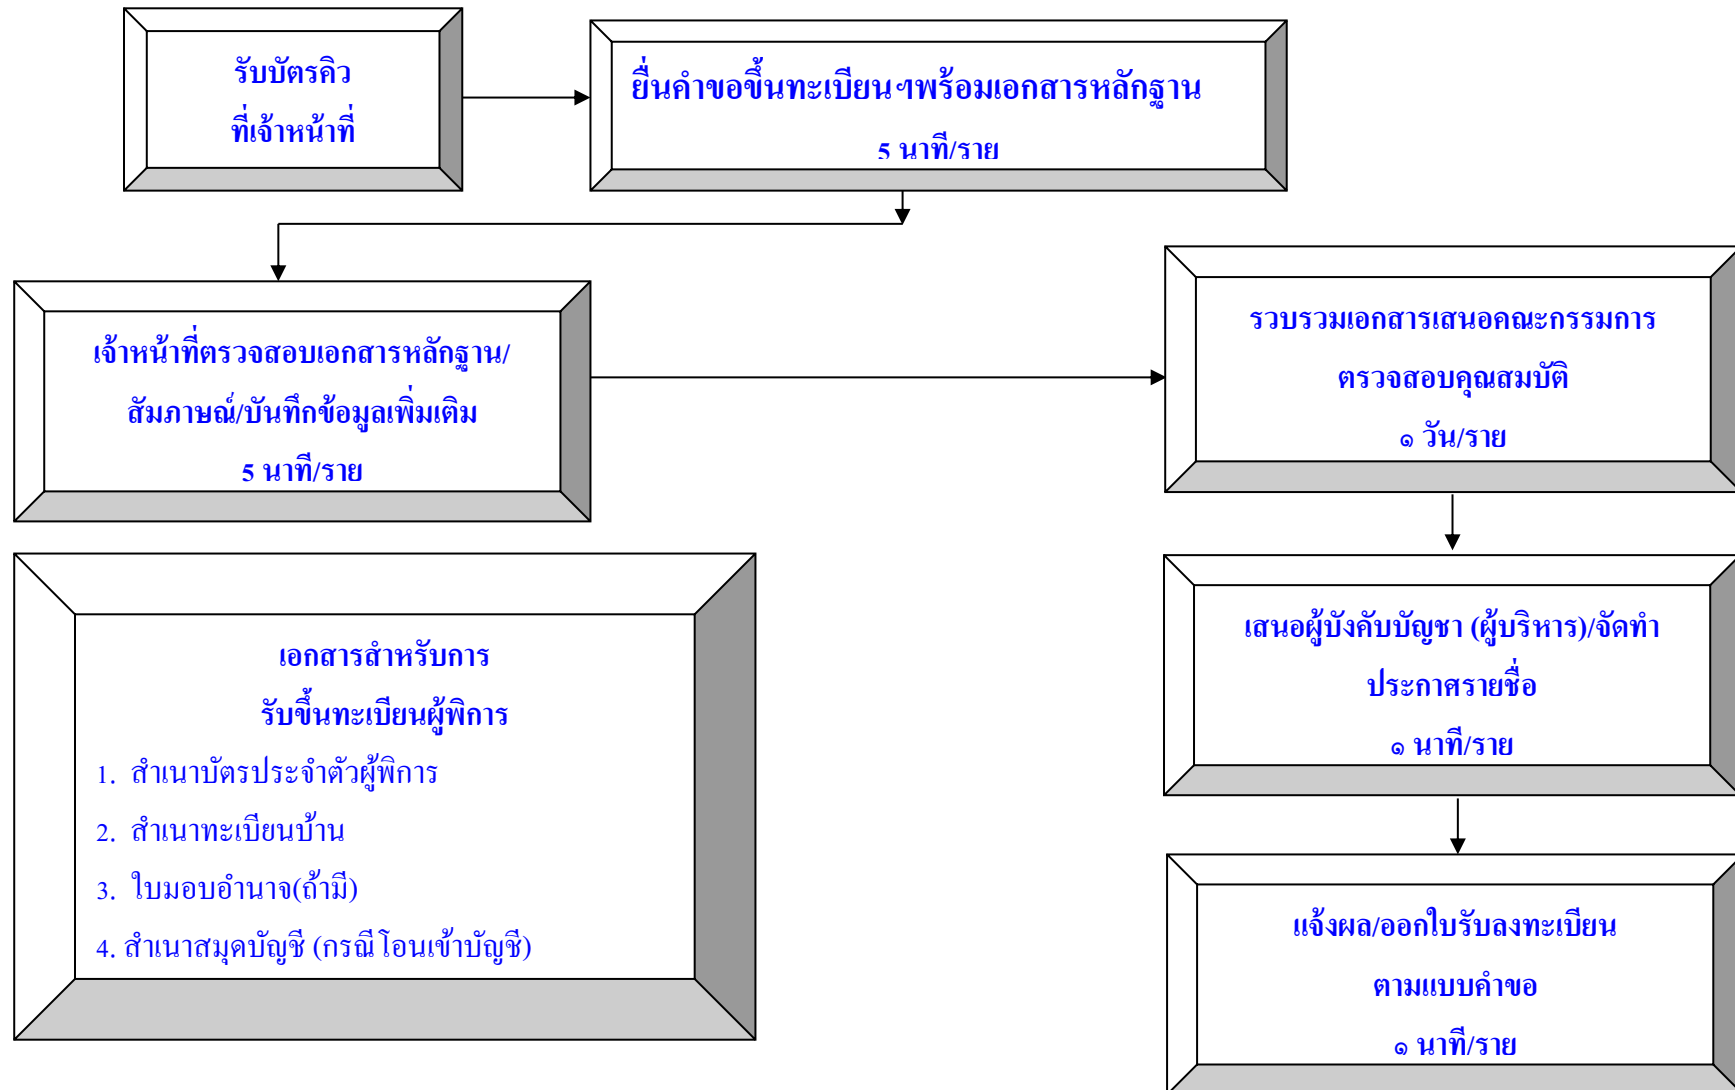 รับบัตรคิว
ที่เจ้าหน้าที่
ยื่นคำขอขึ้นทะเบียนฯพร้อมเอกสารหลักฐาน
5 นาที/ราย
เจ้าหน้าที่ตรวจสอบเอกสารหลักฐาน/
สัมภาษณ์/บันทึกข้อมูลเพิ่มเติม
5 นาที/ราย
รวบรวมเอกสารเสนอคณะกรรมการ
ตรวจสอบคุณสมบัติ
๑ วัน/ราย
เสนอผู้บังคับบัญชา (ผู้บริหาร)/จัดทำ
ประกาศรายชื่อ
๑ นาที/ราย
แจ้งผล/ออกใบรับลงทะเบียน
ตามแบบคำขอ
๑ นาที/ราย
เอกสารสำหรับการ
รับขึ้นทะเบียนผู้พิการ
1. สำเนาบัตรประจำตัวผู้พิการ
2. สำเนาทะเบียนบ้าน
3. ใบมอบอำนาจ(ถ้ามี)
4. สำเนาสมุดบัญชี (กรณีโอนเข้าบัญชี)